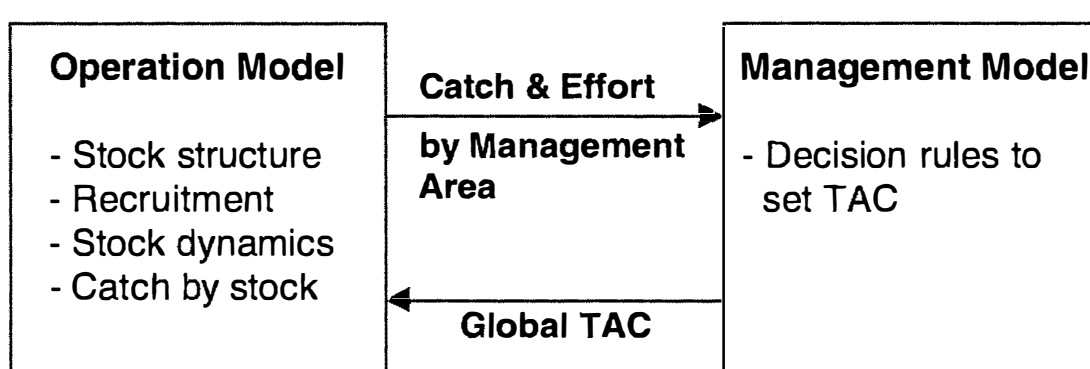 Operation Model
- Stock structure
- Recruitment
- Stock dynamics
- Catch by stock
Catch & Effort
by Management
Area
Global TAC
Management Model
- Decision rules to
set TAC